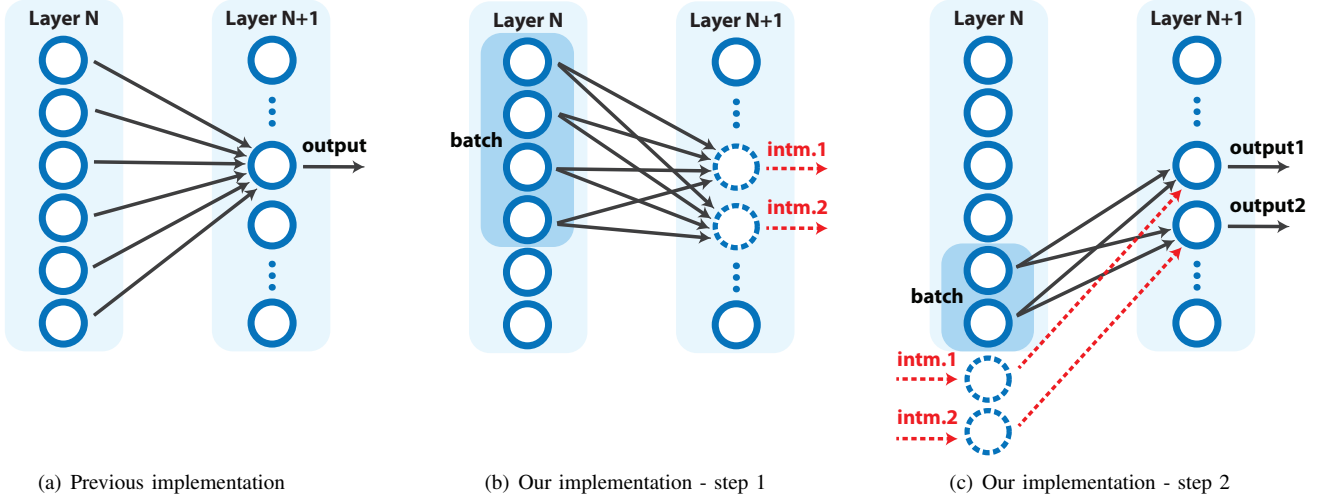 Layer N
Layer N+1
output
(a) Previous implementation
Layer N
Layer N+1
batch
intm.1
intm.2
(b) Our implementation - step 1
Layer N
Layer N+1
output1
output2
batch
intm.1
intm.2
(c) Our implementation - step 2